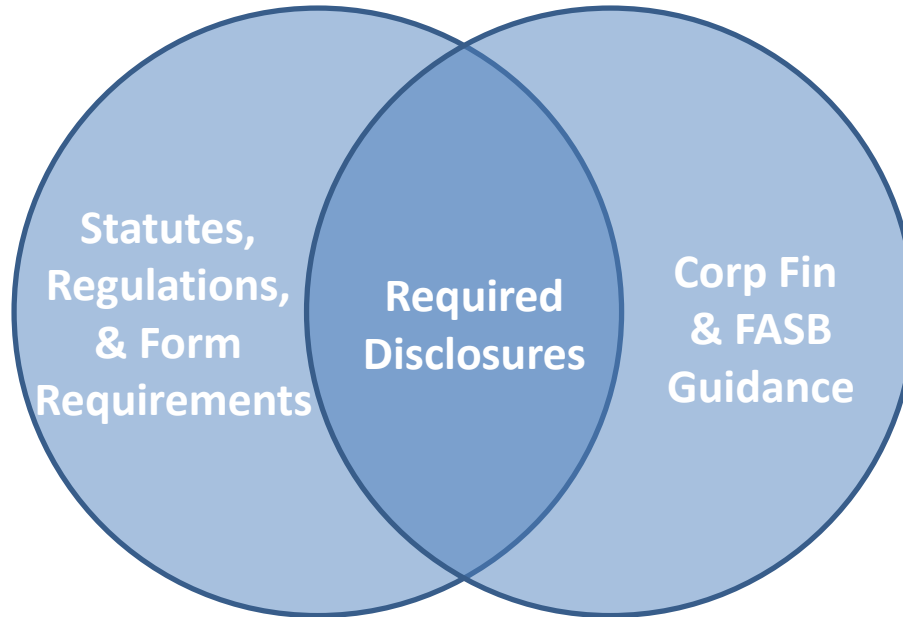 Statutes,
Regulations,
& Form
Requirements
Required
Disclosures
Corp Fin
& FASB
Guidance